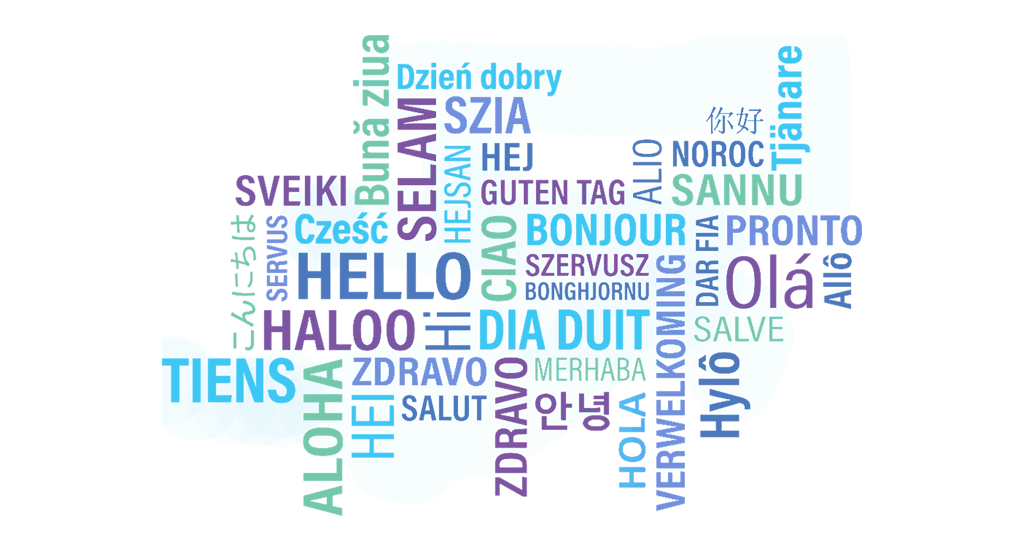 Bună ziua
Dzień dobry
Tjänare
SELAM
SZIA
你好
HEJSAN
HEJ
ALIO
NOROC
SVEIKI
GUTEN TAG
SANNU
こんにちは
SERVUS
Cześć
CIAO
BONJOUR
DAR FIA
PRONTO
HELLO
SZERVUSZ
VERWELKOMING
Olá
Allô
BONGHJORNU
HALOO
Hi
DIA DUIT
SALVE
TIENS
ALOHA
ZDRAVO
ZDRAVO
MERHABA
Hylô
HEI
SALUT
안녕
HOLA